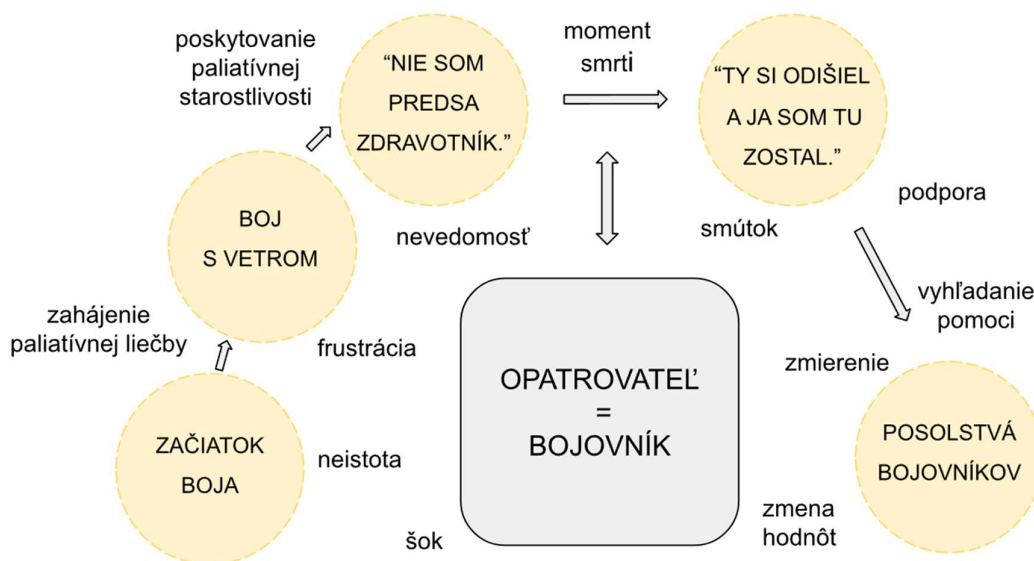 poskytovanie
paliatívnej
starostlivosti
“NIE SOM
PREDSA
ZDRAVOTNÍK.”
moment
smrti
“TY SI ODIŠIEL
A JA SOM TU
ZOSTAL.”
podpora
BOJ
S VETROM
nevedomosť
smútok
vyhľadanie
pomoci
zahájenie
paliatívnej liečby
frustrácia
zmierenie
OPATROVATEĽ
=
BOJOVNÍK
ZAČIATOK
BOJA
neistota
POSOLSTVÁ
BOJOVNÍKOV
šok
zmena
hodnôt